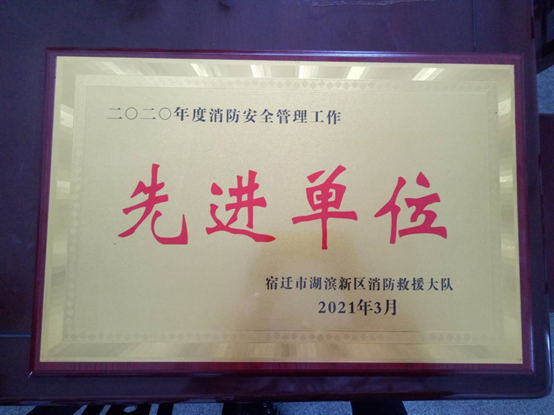 二〇二〇年度消防安全管理工作
先进单位
宿迁市湖滨新区消防救援大队
2021年3月